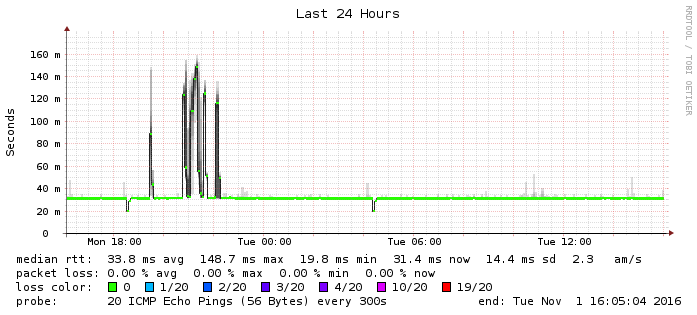 Last 24 Hours
RRDTOOL / TOBI OETIKER
Seconds
160 m
140 m
120 m
100 m
80 m
60 m
40 m
20 m
0
Mon 18:00 Tue 00:00 Tue 06:00 Tue 12:00
median rtt: 33.8 ms avg 148.7 ms max 19.8 ms min 31.4 ms now 14.4 ms sd 2.3 am/s
packet loss: 0.00 % avg 0.00 % max 0.00 % min 0.00 % now
loss color: 0 1/20 2/20 3/20 4/20 10/20 19/20
probe: 20 ICMP Echo Pings (56 Bytes) every 300s end: Tue Nov 1 16:05:04 2016